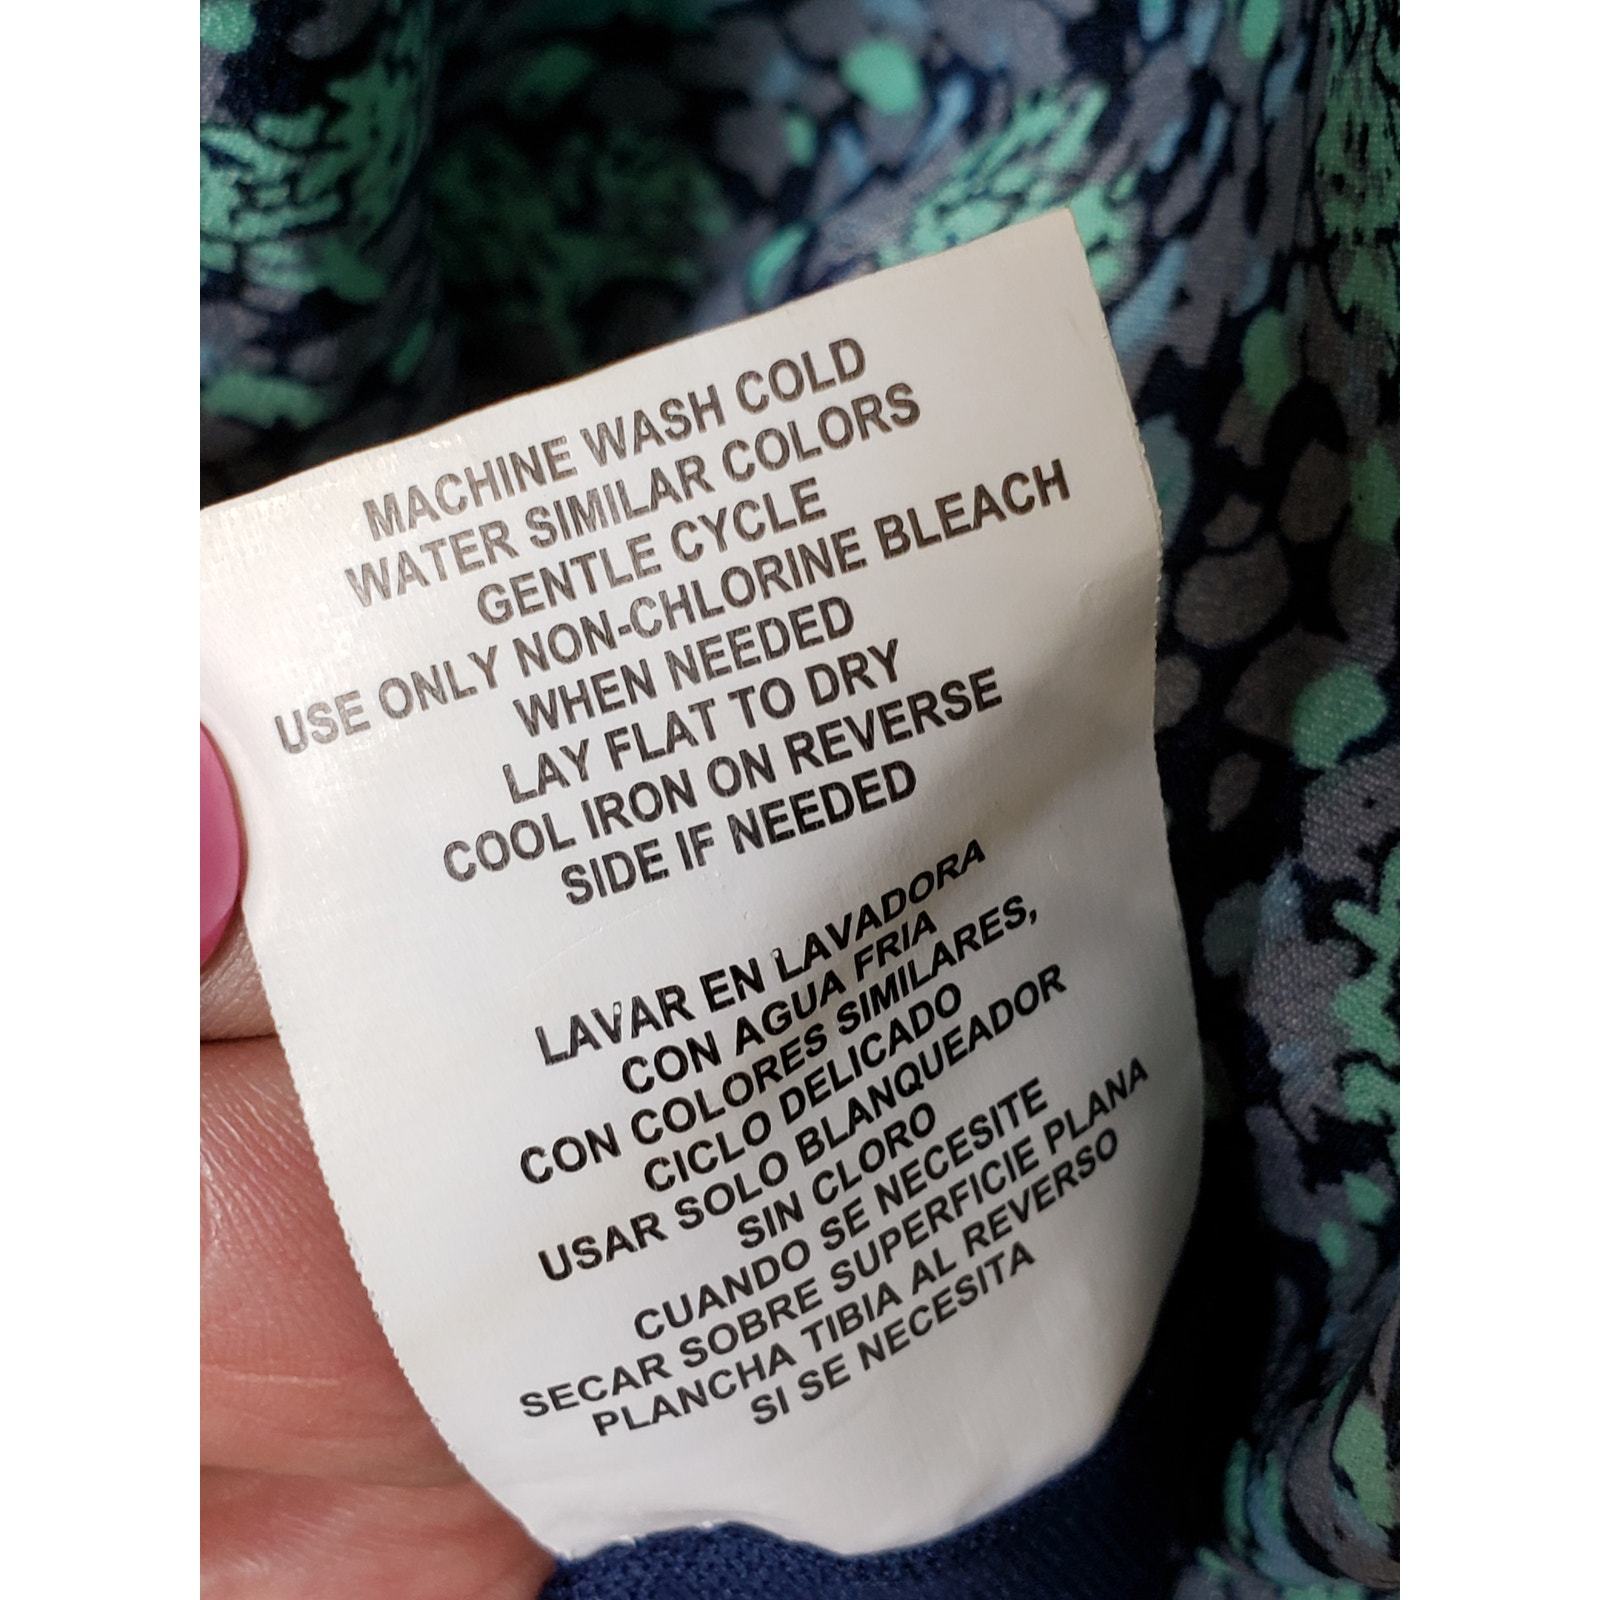 MACHINE WASH COLD
WATER SIMILAR COLORS
GENTLE CYCLE
USE ONLY NON-CHLORINE BLEACH
WHEN NEEDED
LAY FLAT TO DRY
COOL IRON ON REVERSE
SIDE IF NEEDED
LAVAR EN LAVADORA
CON AGUA FRIA
CON COLORES SIMILARES,
CICLO DELICADO
USAR SOLO BLANQUEADOR
SIN CLORO
CUANDO SE NECESITE
SECAR SOBRE SUPERFICIE PLANA
PLANCHA TIBIA AL REVERSO
SI SE NECESITA